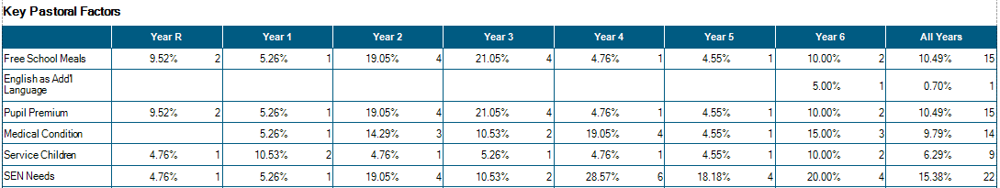 Key Pastoral Factors
Year R Year 1 Year 2 Year 3 Year 4 Year 5 Year 6 All Years
Free School Meals 9.52% 2 5.26% 1 19.05% 4 21.05% 4 4.76% 1 4.55% 1 10.00% 2 10.49% 15
English as Add'l
Language 5.00% 1 0.70% 1
Pupil Premium 9.52% 2 5.26% 1 19.05% 4 21.05% 4 4.76% 1 4.55% 1 10.00% 2 10.49% 15
Medical Condition 5.26% 1 14.29% 3 10.53% 2 19.05% 4 4.55% 1 15.00% 3 9.79% 14
Service Children 4.76% 1 10.53% 2 4.76% 1 5.26% 1 4.76% 1 4.55% 1 10.00% 2 6.29% 9
SEN Needs 4.76% 1 5.26% 1 19.05% 4 10.53% 2 28.57% 6 18.18% 4 20.00% 4 15.38% 22